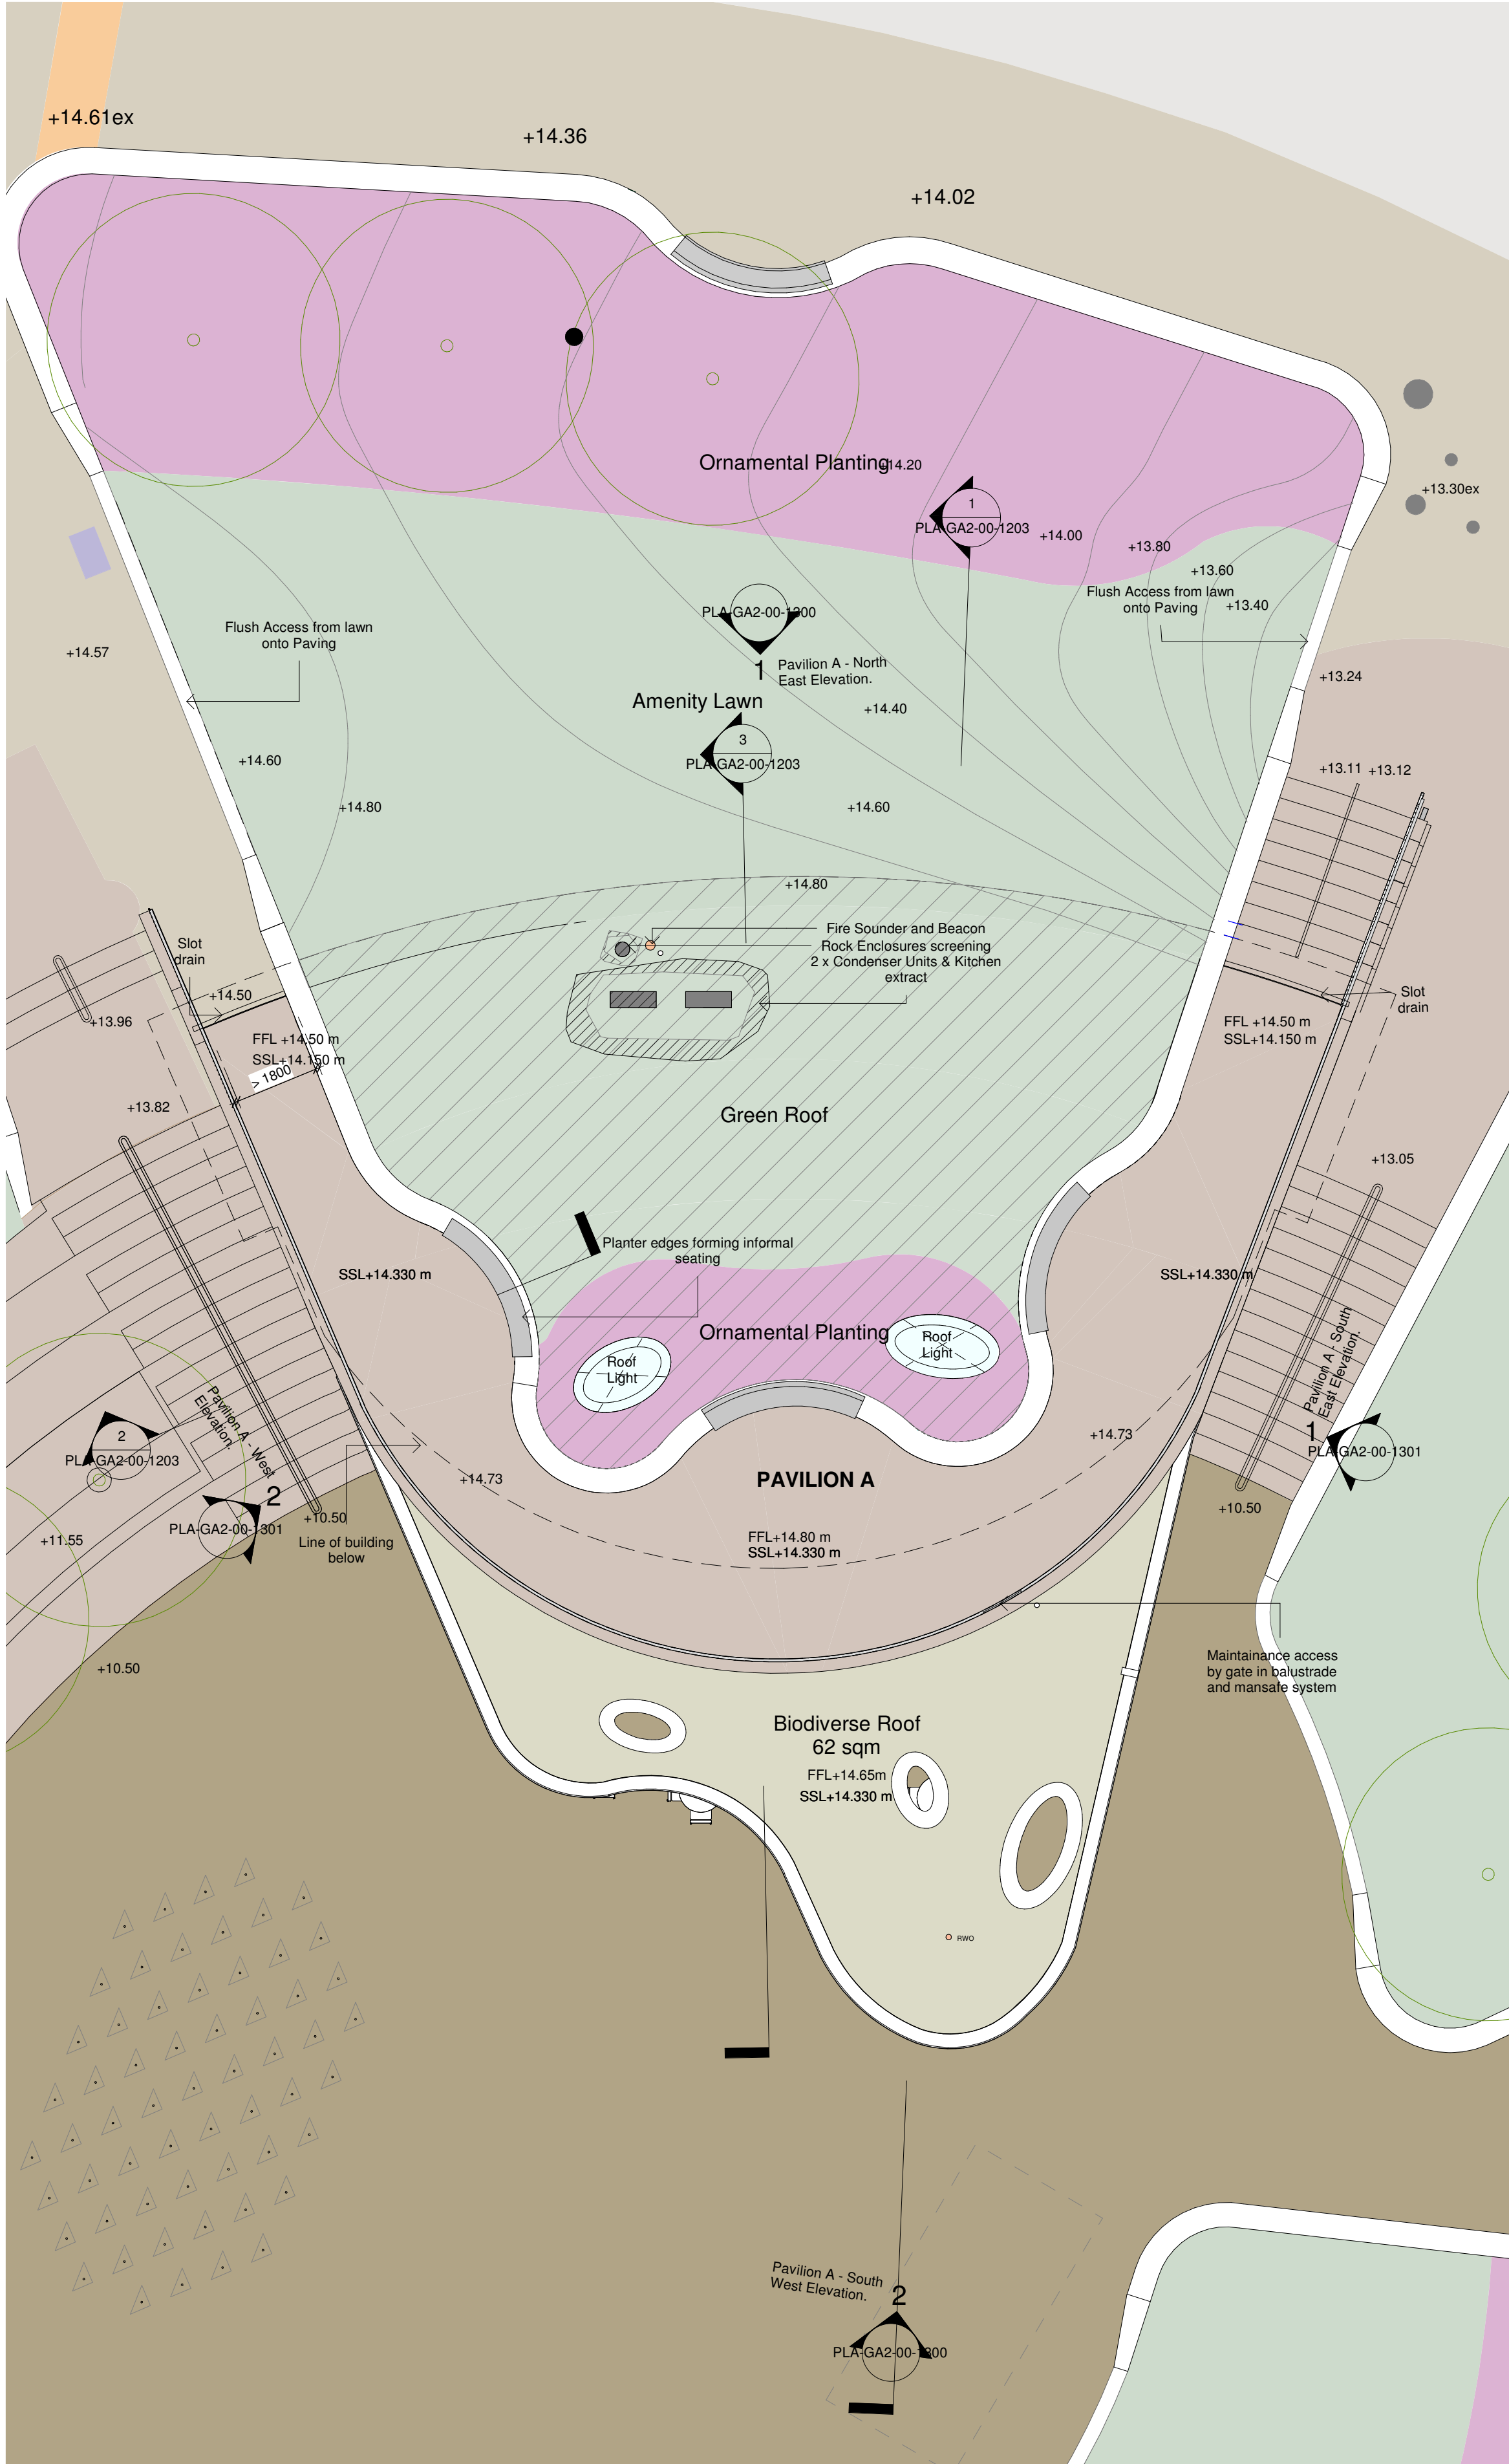 +14.61ex
+14.36
+14.02
Ornamental Planting
+14.20
+13.30ex
1
PLA-GA2-00-1203
+14.00
+13.80
+13.60
+13.40
Flush Access from lawn
onto Paving
PLA-GA2-00-1300
1
Pavilion A - North
East Elevation.
Flush Access from lawn
onto Paving
+14.57
+13.24
Amenity Lawn
+14.40
3
PLA-GA2-00-1203
+14.60
+14.80
+14.60
+13.11
+13.12
+14.80
Fire Sounder and Beacon
Rock Enclosures screening
2 x Condenser Units & Kitchen
extract
Slot
drain
+14.50
+13.96
FFL +14.50 m
SSL+14.150 m
> 1800
Slot
drain
FFL +14.50 m
SSL+14.150 m
+13.82
Green Roof
+13.05
Planter edges forming informal
seating
SSL+14.330 m
SSL+14.330 m
Ornamental Planting
Roof
Light
Roof
Light
Pavilion A - South
East Elevation.
1
PLA-GA2-00-1301
Pavilion A - West
Elevation.
2
PLA-GA2-00-1203
2
PLA-GA2-00-1301
+14.73
+14.73
PAVILION A
+10.50
+10.50
+11.55
Line of building
below
FFL+14.80 m
SSL+14.330 m
+10.50
Maintainance access
by gate in balustrade
and mansafe system
Biodiverse Roof
62 sqm
FFL+14.65m
SSL+14.330 m
RWO
Pavilion A - South
West Elevation.
2
PLA-GA2-00-1300